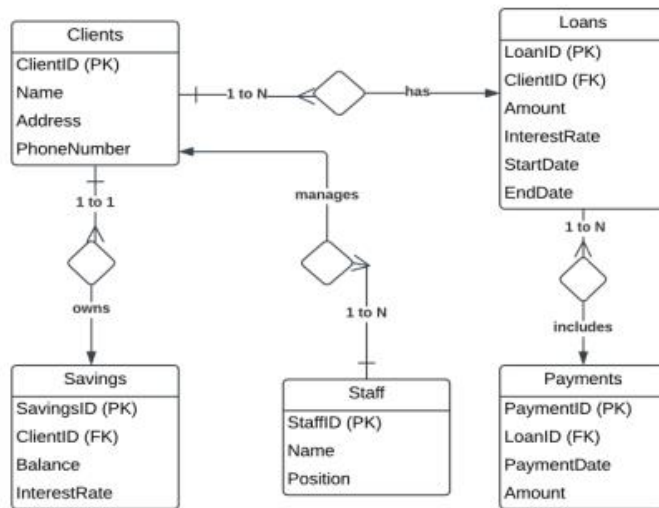 Clients
ClientID (PK)
Name
Address
PhoneNumber
1 to N
has
Loans
LoanID (PK)
ClientID (FK)
Amount
InterestRate
StartDate
EndDate
1 to 1
owns
manages
1 to N
1 to N
includes
Savings
SavingsID (PK)
ClientID (FK)
Balance
InterestRate
Staff
StaffID (PK)
Name
Position
Payments
PaymentID (PK)
LoanID (FK)
PaymentDate
Amount